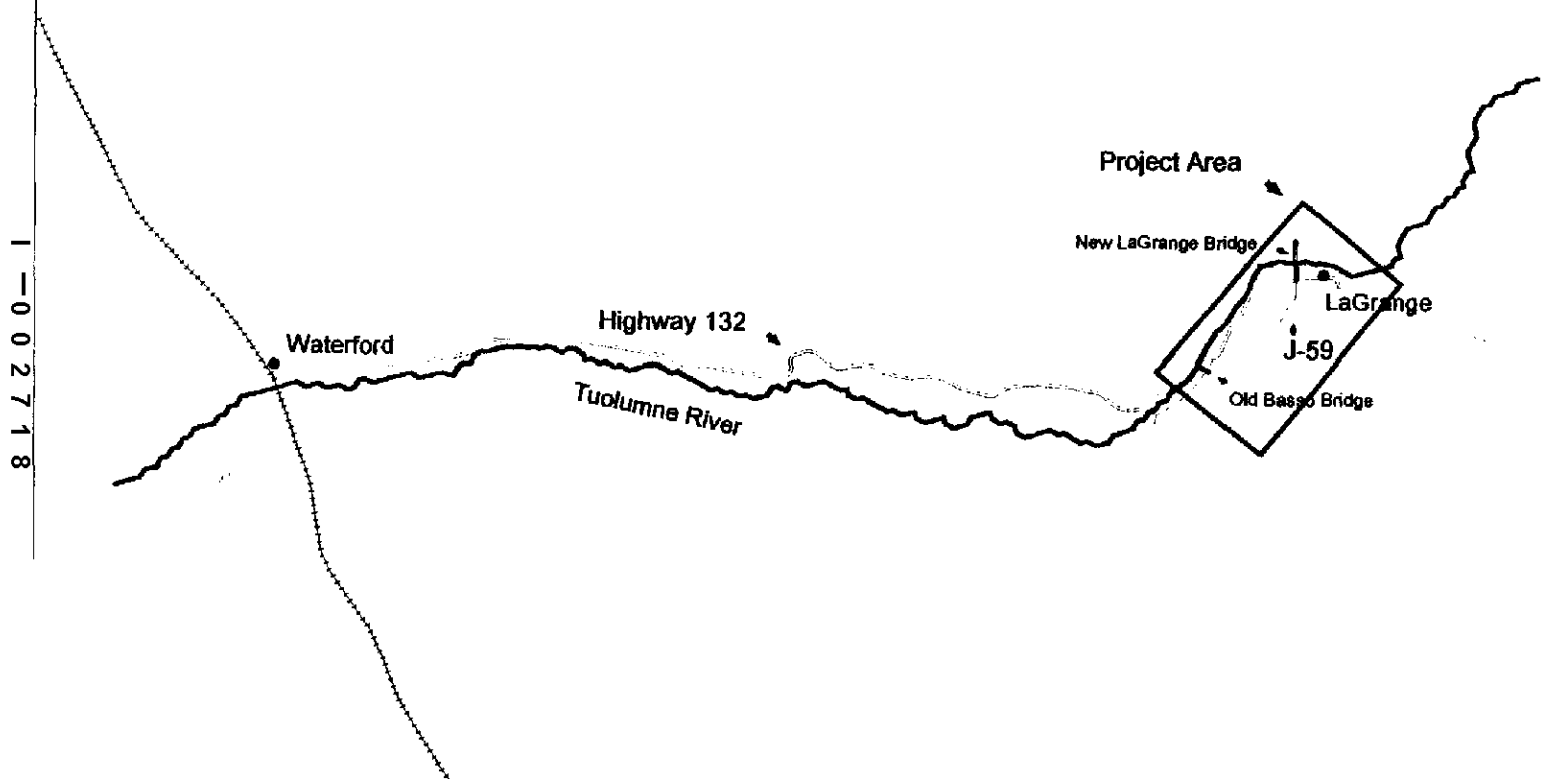 Project Area
New LaGrange Bridge
LaGrange
Highway 132
Waterford
J-59
Tuolumne River
Old Basso Bridge
I-002718